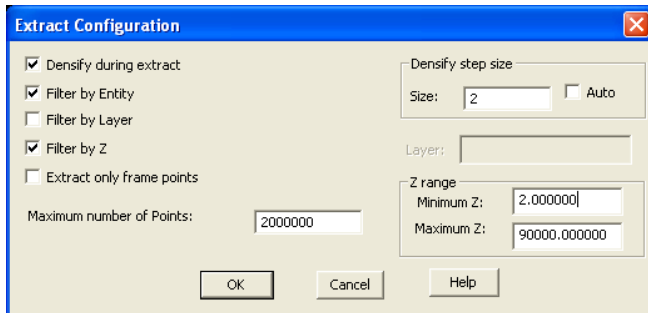 Extract Configuration
Densify during extract
Filter by Entity
Filter by Layer
Filter by Z
Extract only frame points
Maximum number of Points: 2000000
Densify step size
Size: 2 Auto
Layer:
Z range
Minimum Z: 2.000000
Maximum Z: 90000.000000
OK Cancel Help